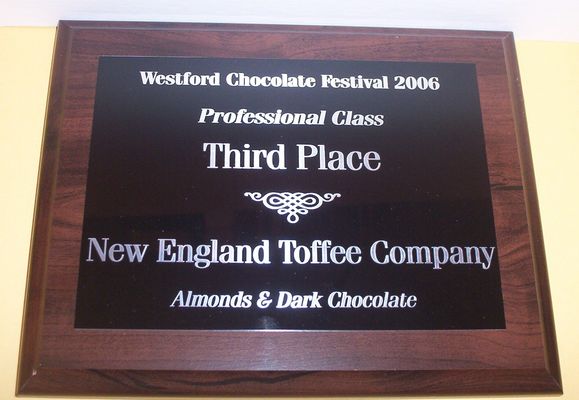 Westford Chocolate Festival 2006
Professional Class
Third Place
New England Toffee Company
Almonds & Dark Chocolate